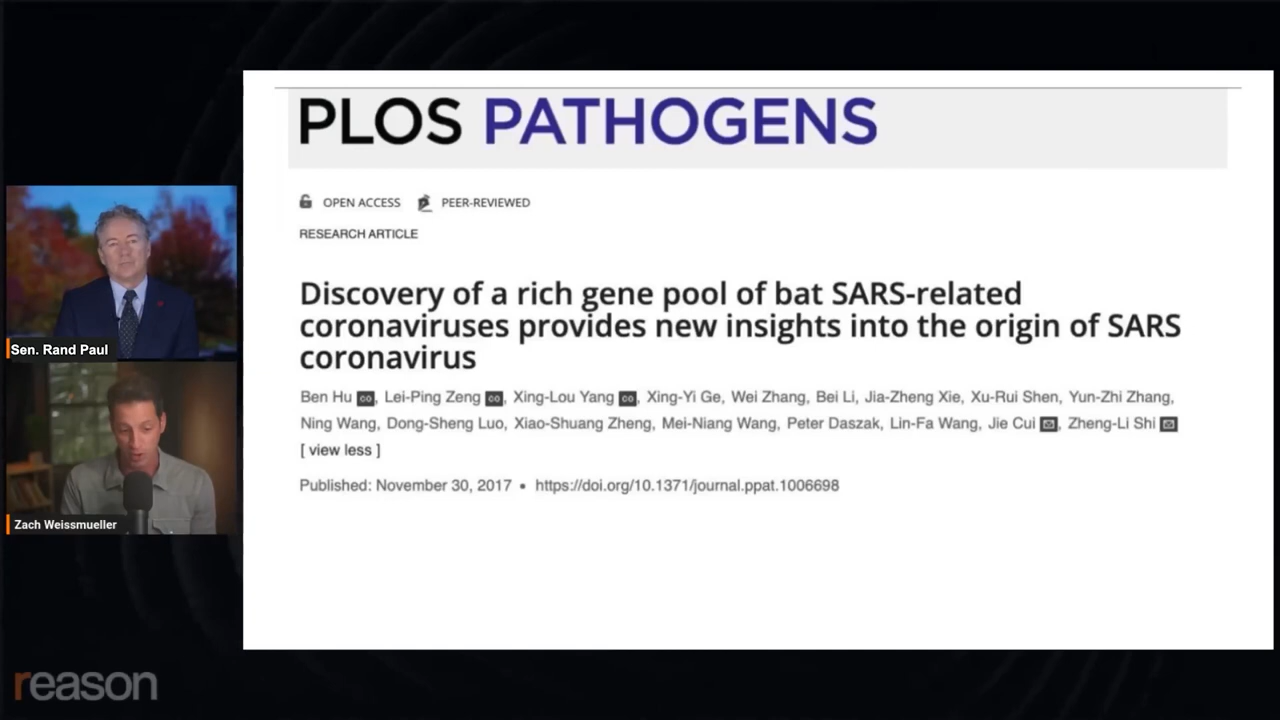 PLOS PATHOGENS
OPEN ACCESS PEER-REVIEWED
RESEARCH ARTICLE
Discovery of a rich gene pool of bat SARS-related
coronaviruses provides new insights into the origin of SARS
coronavirus
Ben Hu co, Lei-Ping Zeng co, Xing-Lou Yang co, Xing-Yi Ge, Wei Zhang, Bei Li, Jia-Zheng Xie, Xu-Rui Shen, Yun-Zhi Zhang,
Ning Wang, Dong-Sheng Luo, Xiao-Shuang Zheng, Mei-Niang Wang, Peter Daszak, Lin-Fa Wang, Jie Cui, Zheng-Li Shi
[ view less ]
Published: November 30, 2017 • https://doi.org/10.1371/journal.ppat.1006698
Sen. Rand Paul
Zach Weissmueller
reason